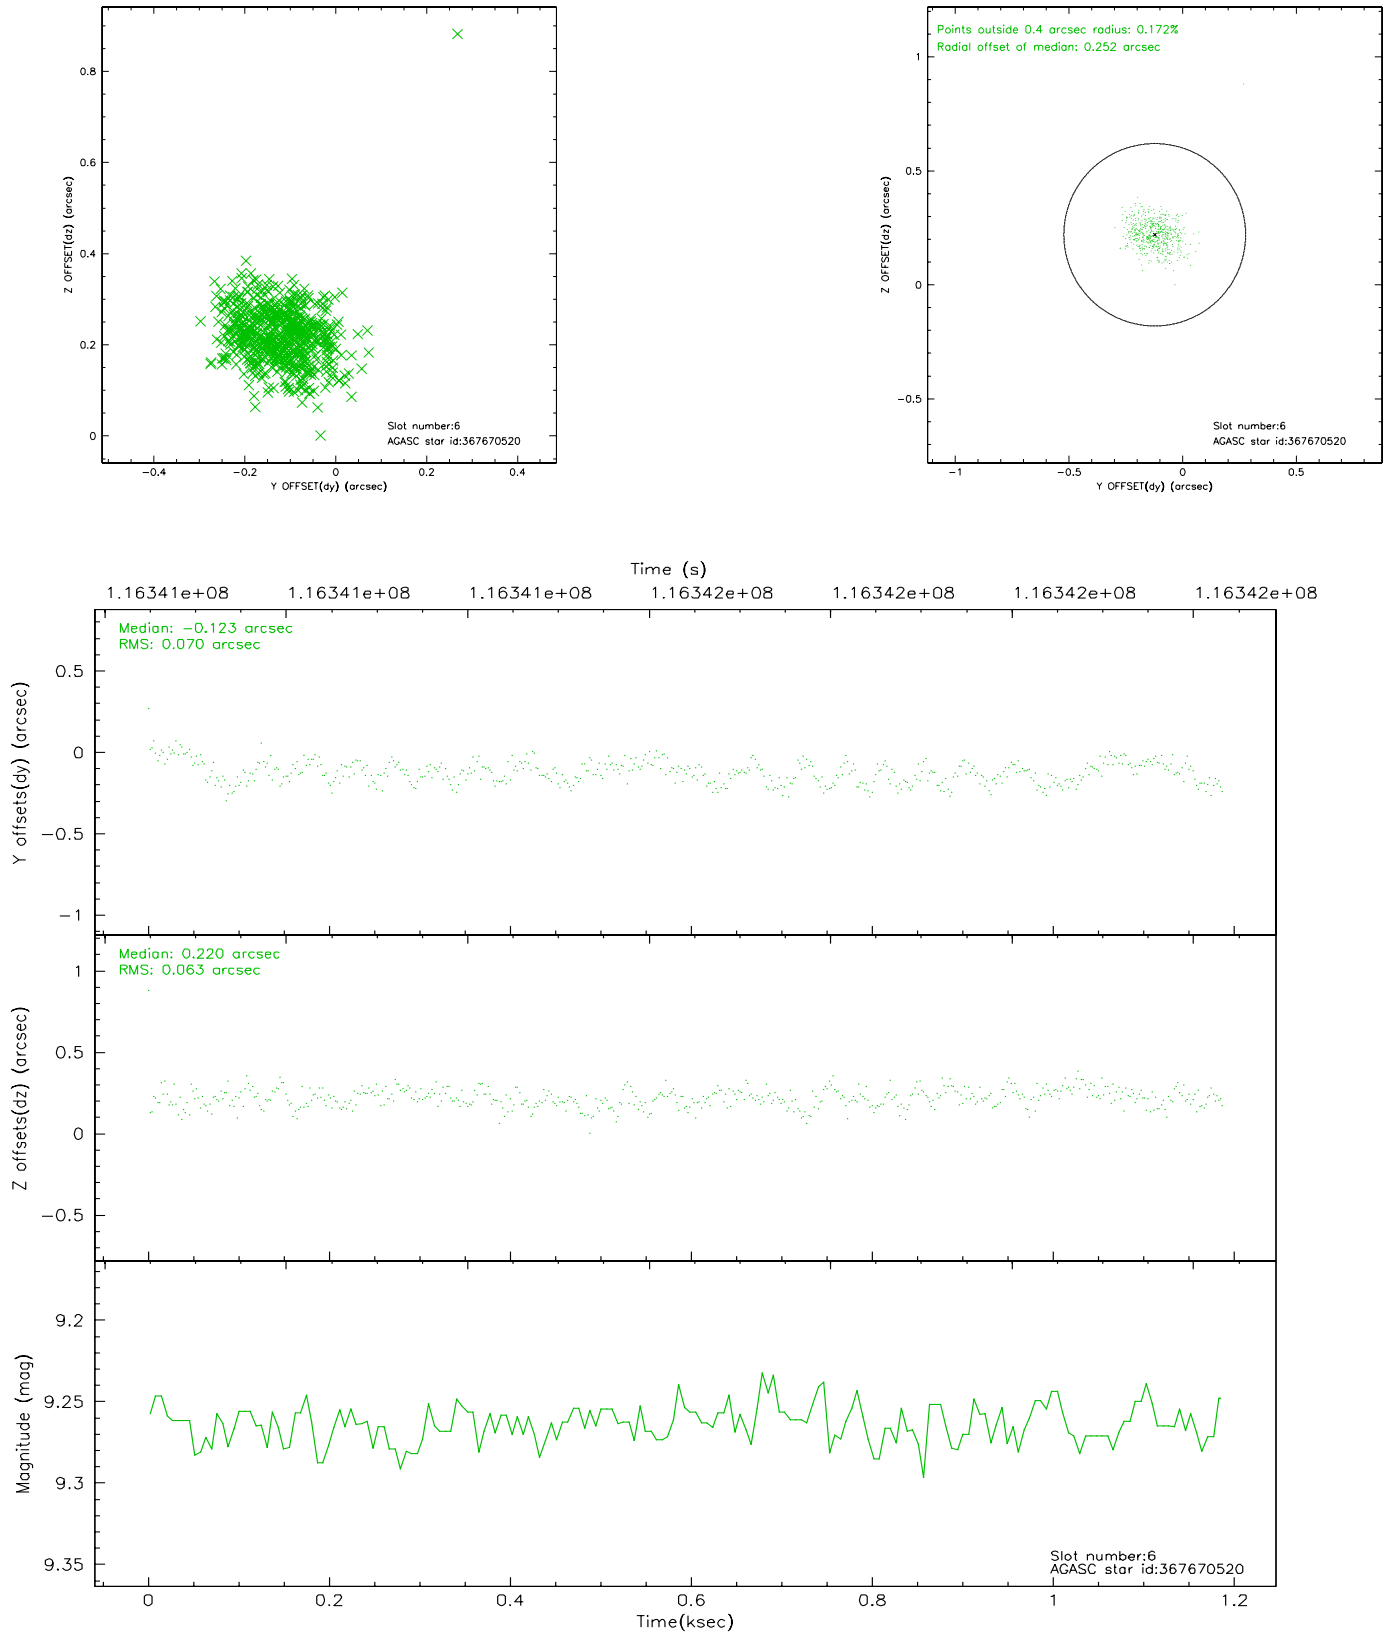 0.8
0.6
0.4
0.2
0
Z OFFSET(dz) (arcsec)
Slot number:6
AGASC star id:367670520
−0.4 −0.2 0 0.2 0.4
Y OFFSET(dy) (arcsec)
Points outside 0.4 arcsec radius: 0.172%
Radial offset of median: 0.252 arcsec
1
0.5
0
−0.5
Z OFFSET(dz) (arcsec)
Slot number:6
AGASC star id:367670520
−1 −0.5 0 0.5
Y OFFSET(dy) (arcsec)
Time (s)
1.16341e+08 1.16341e+08 1.16341e+08 1.16342e+08 1.16342e+08 1.16342e+08 1.16342e+08
Median: −0.123 arcsec
RMS: 0.070 arcsec
0.5
0
−0.5
−1
Y offsets(dy) (arcsec)
Median: 0.220 arcsec
RMS: 0.063 arcsec
1
0.5
0
−0.5
Z offsets(dz) (arcsec)
9.2
9.25
9.3
9.35
Magnitude (mag)
Slot number:6
AGASC star id:367670520
0 0.2 0.4 0.6 0.8 1 1.2
Time(ksec)